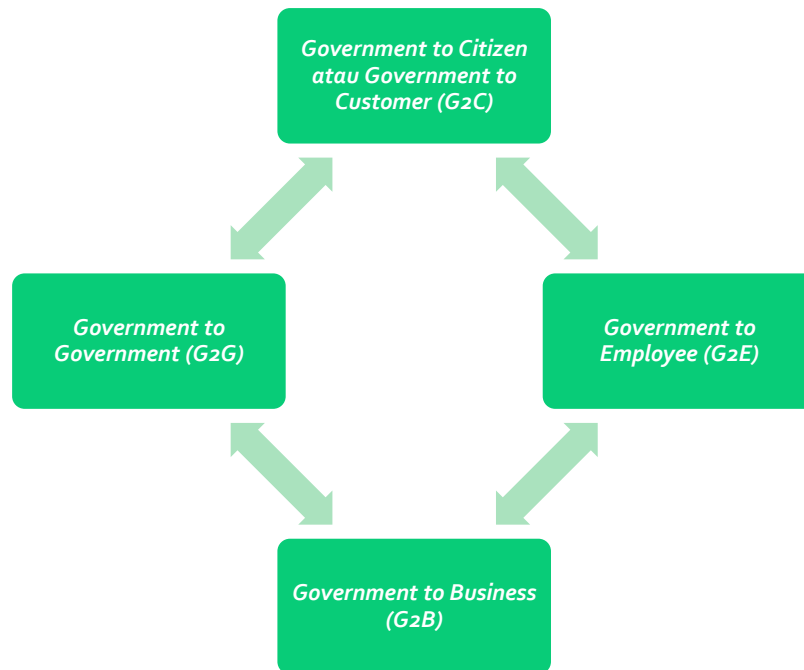 Government to Citizen
atau Government to
Customer (G2C)
Government to
Government (G2G)
Government to
Employee (G2E)
Government to Business
(G2B)